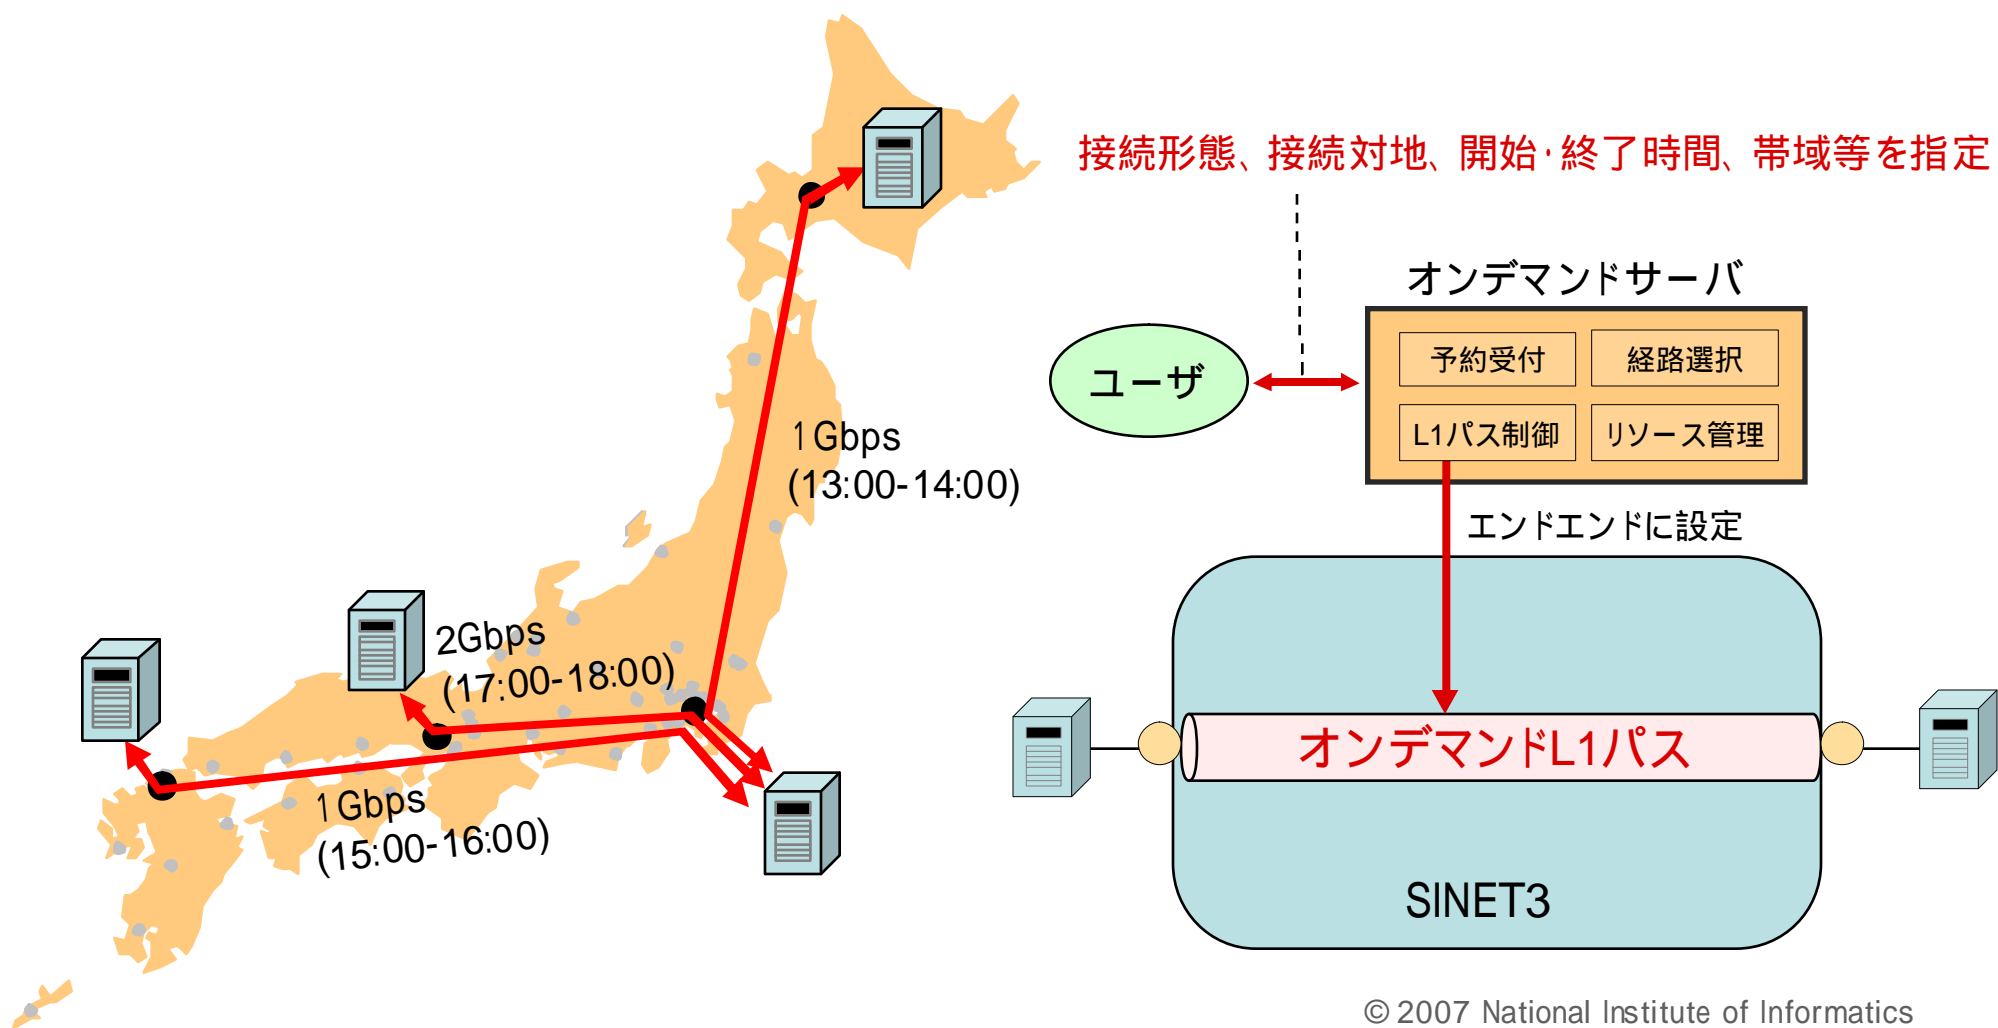 接続形態、接続対地、開始・終了時間、帯域等を指定
オンデマンドサーバ
予約受付
経路選択
ユーザ
L1パス制御
リソース管理
1Gbps
(13:00-14:00)
エンドエンドに設定
2Gbps
(17:00-18:00)
オンデマンドL1パス
1Gbps
(15:00-16:00)
SINET3
© 2007 National Institute of Informatics